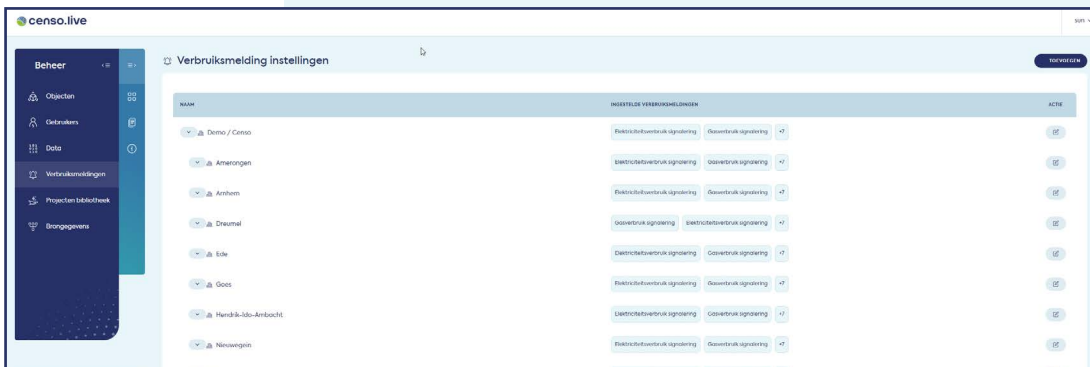 censo.live
sun
Beheer
Verbruiksmelding instellingen
TOEVOEGEN
Objecten
Gebruikers
Data
Verbruiksmeldingen
Projecten bibliotheek
Brongegevens
NAAM INGESTELDE VERBRUIKSMELDINGEN ACTIE
Demo / Censo Elektriciteitsverbruik signalering Gasverbruik signalering +7
Amerongen Elektriciteitsverbruik signalering Gasverbruik signalering +7
Arnhem Elektriciteitsverbruik signalering Gasverbruik signalering +7
Dreumel Gasverbruik signalering Elektriciteitsverbruik signalering +7
Ede Elektriciteitsverbruik signalering Gasverbruik signalering +7
Goes Elektriciteitsverbruik signalering Gasverbruik signalering +7
Hendrik-Ido-Ambacht Elektriciteitsverbruik signalering Gasverbruik signalering +7
Nieuwegein Elektriciteitsverbruik signalering Gasverbruik signalering +7